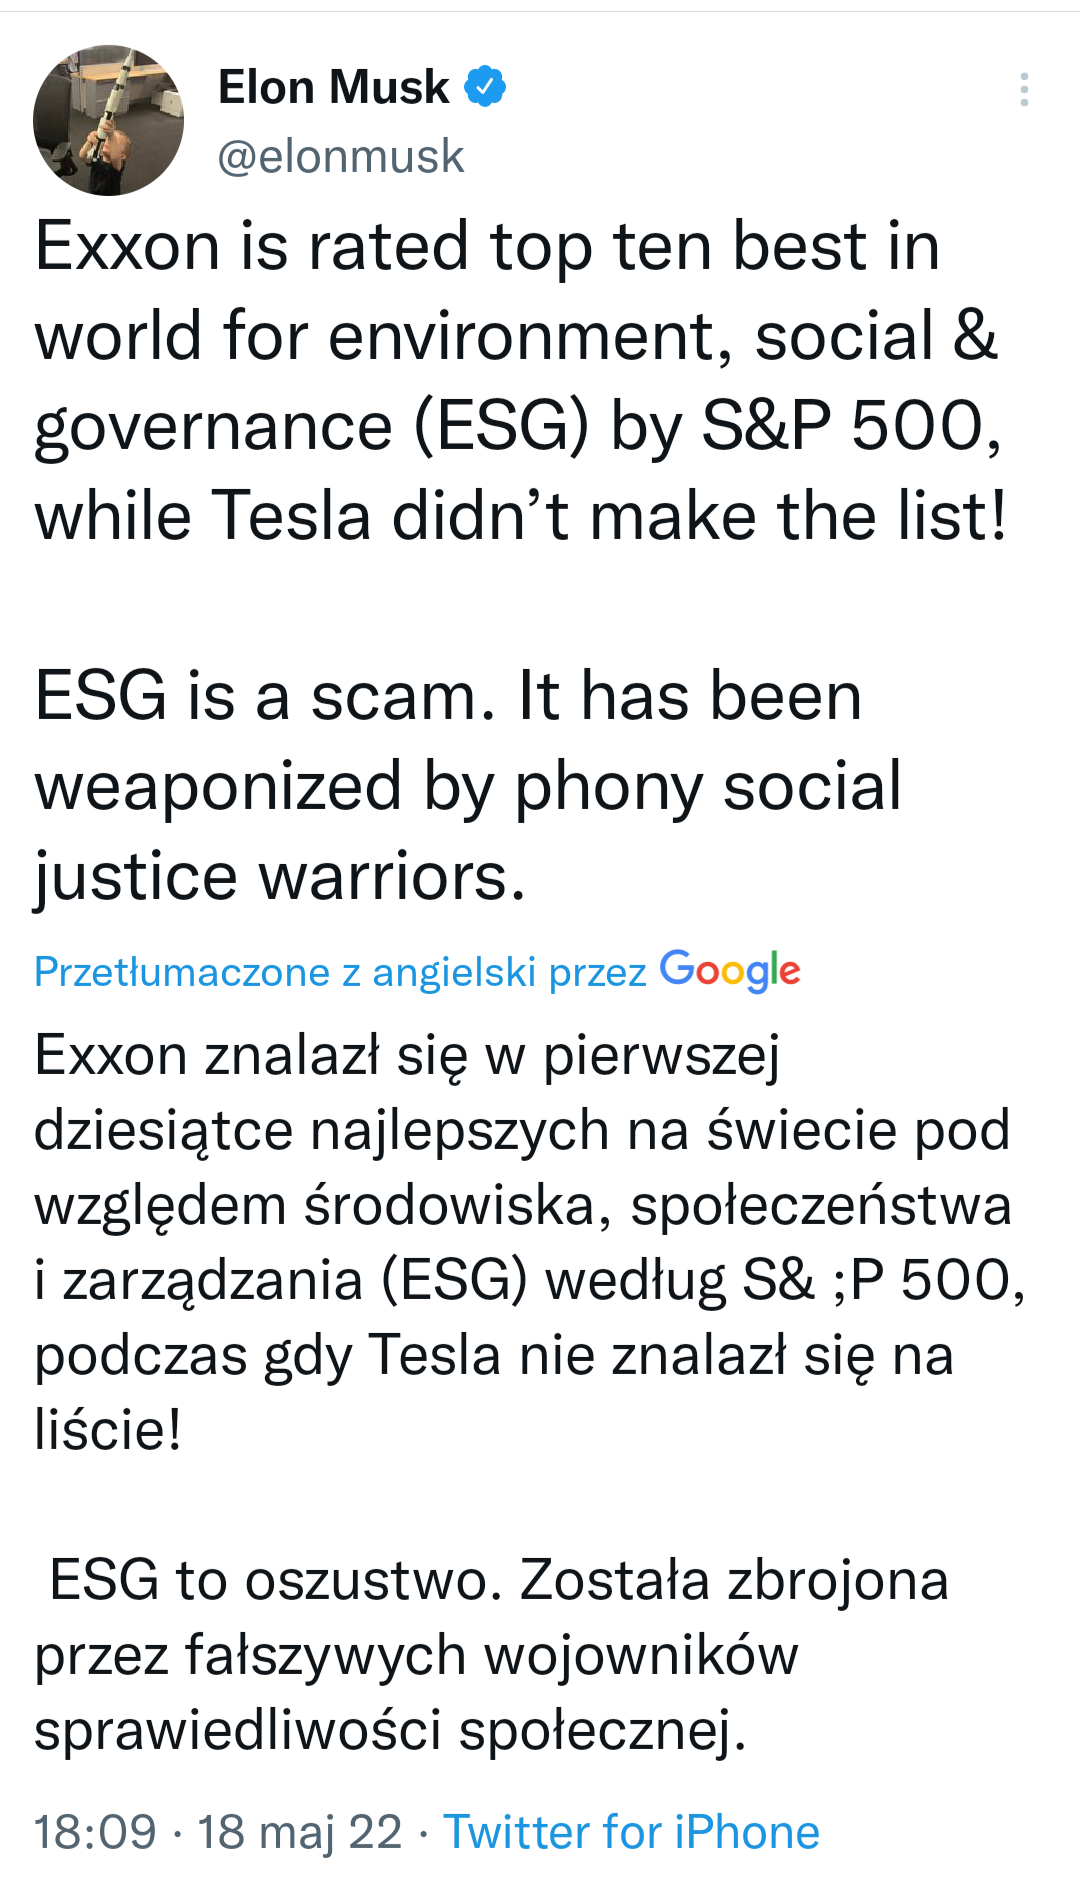 Elon Musk
@elonmusk
Exxon is rated top ten best in
world for environment, social &
governance (ESG) by S&P 500,
while Tesla didn’t make the list!
ESG is a scam. It has been
weaponized by phony social
justice warriors.
Przetłumaczone z angielski przez Google
Exxon znalazł się w pierwszej
dziesiątce najlepszych na świecie pod
względem środowiska, społeczeństwa
i zarządzania (ESG) według S& ;P 500,
podczas gdy Tesla nie znalazł się na
liście!
ESG to oszustwo. Została zbrojona
przez fałszywych wojowników
sprawiedliwości społecznej.
18:09 · 18 maj 22 · Twitter for iPhone